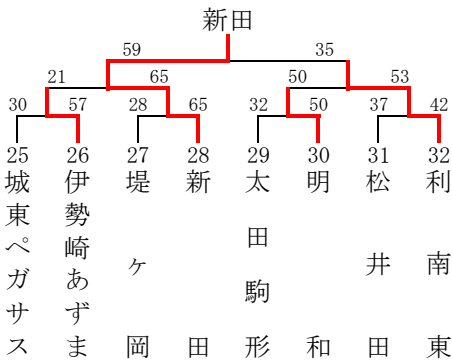 新田
59 35
21 65 50 53
30 57 28 65 32 50 37 42
25 26 27 28 29 30 31 32
城東ペガサス
伊勢崎あずま
堤ヶ岡
新田
太田駒形
明和
松井田
利南東